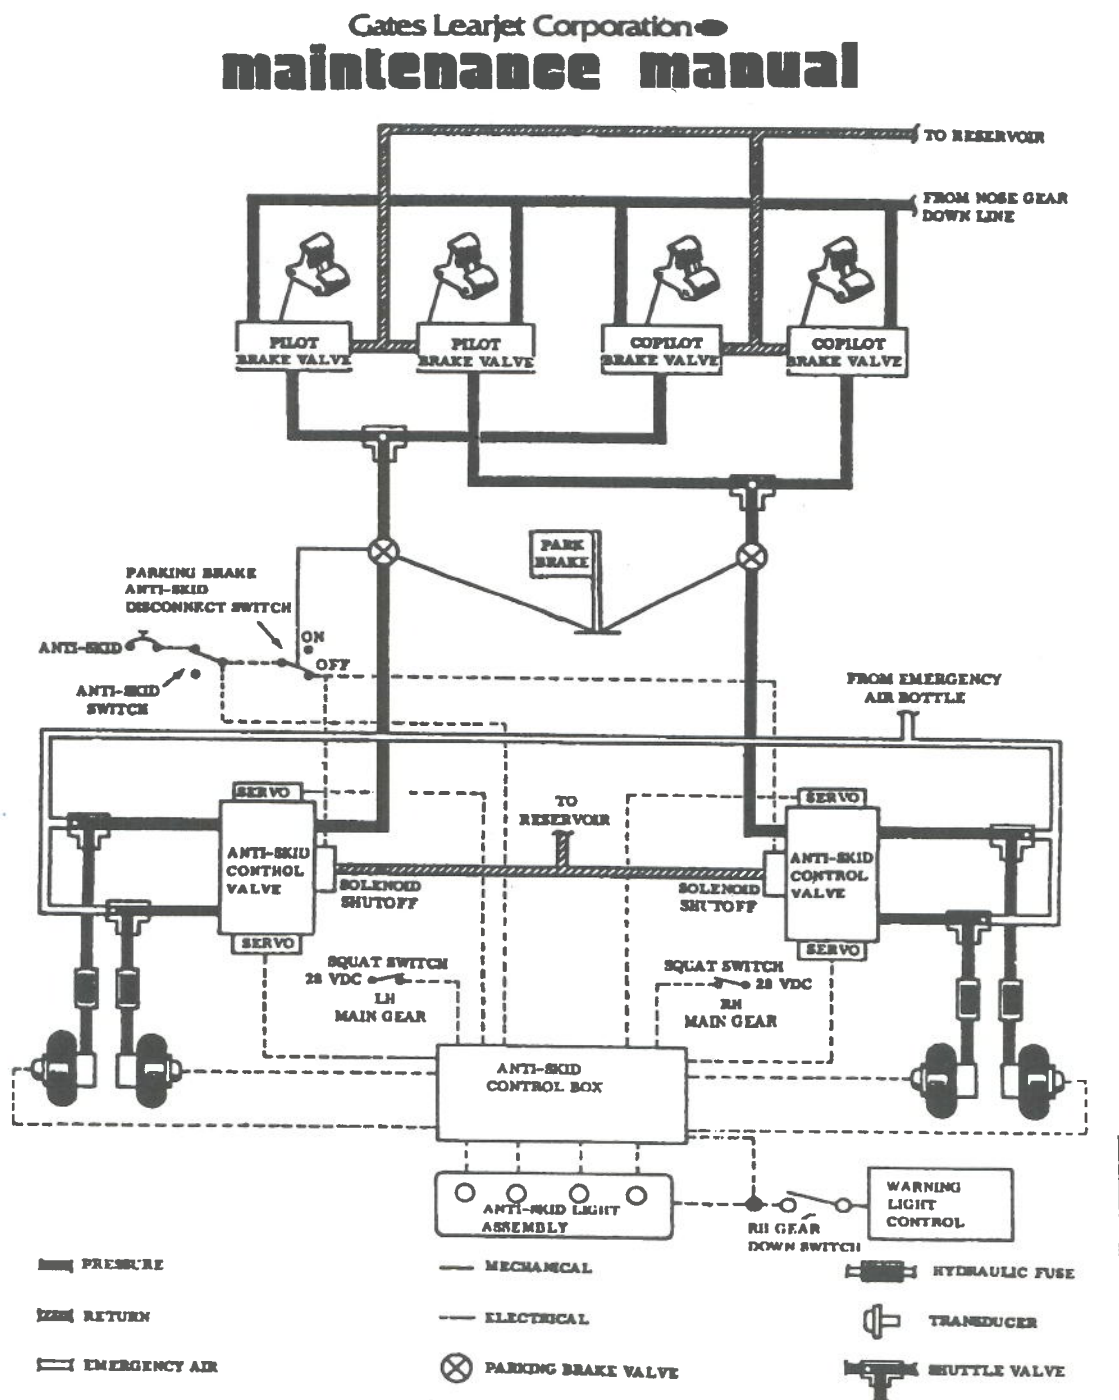 Gates Learjet Corporation
maintenance manual
TO RESERVOIR
FROM NOSE GEAR
DOWN LINE
PILOT
BRAKE VALVE
PILOT
BRAKE VALVE
COPILOT
BRAKE VALVE
COPILOT
BRAKE VALVE
PARK
BRAKE
PARKING BRAKE
ANTI-SKID
DISCONNECT SWITCH
ON
OFF
ANTI-SKID
ANTI-SKID
SWITCH
FROM EMERGENCY
AIR BOTTLE
SERVO
SERVO
TO
RESERVOIR
ANTI-SKID
CONTROL
VALVE
ANTI-SKID
CONTROL
VALVE
SOLENOID
SHUTOFF
SOLENOID
SHUTOFF
SERVO
SERVO
SQUAT SWITCH
28 VDC
LH
MAIN GEAR
SQUAT SWITCH
28 VDC
RH
MAIN GEAR
ANTI-SKID
CONTROL BOX
ANTI-SKID LIGHT
ASSEMBLY
RH GEAR
DOWN SWITCH
WARNING
LIGHT
CONTROL
PRESSURE
MECHANICAL
HYDRAULIC FUSE
RETURN
ELECTRICAL
TRANSDUCER
EMERGENCY AIR
PARKING BRAKE VALVE
SHUTTLE VALVE